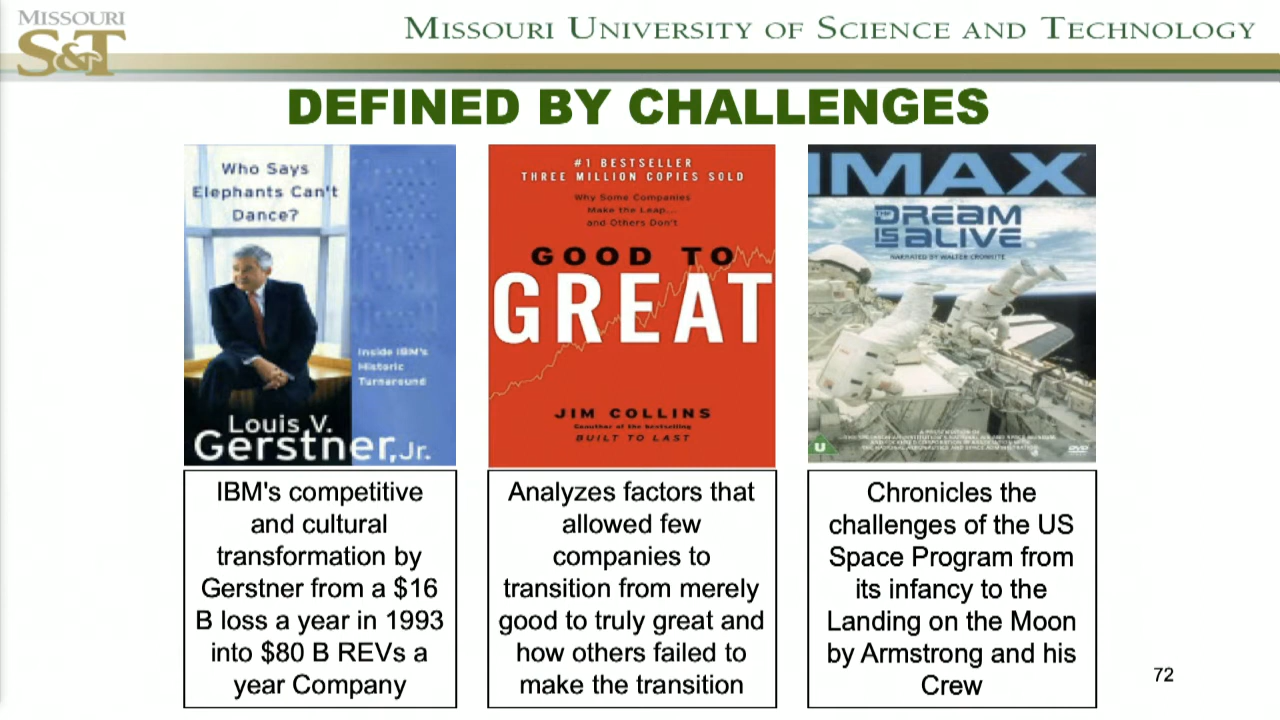 MISSOURI
S&T
MISSOURI UNIVERSITY OF SCIENCE AND TECHNOLOGY
DEFINED BY CHALLENGES
Who Says
Elephants Can't
Dance?
Inside IBM's
Historic
Turnaround
Louis V.
Gerstner, Jr.
#1 BESTSELLER
THREE MILLION COPIES SOLD
Why Some Companies
Make the Leap...
and Others Don't
GOOD TO
GREAT
JIM COLLINS
Coauthor of the bestselling
BUILT TO LAST
IMAX
THE
DREAM
IS ALIVE
NARRATED BY WALTER CRONKITE
U
DVD
IBM's competitive
and cultural
transformation by
Gerstner from a $16
B loss a year in 1993
into $80 B REVs a
year Company
Analyzes factors that
allowed few
companies to
transition from merely
good to truly great and
how others failed to
make the transition
Chronicles the
challenges of the US
Space Program from
its infancy to the
Landing on the Moon
by Armstrong and his
Crew
72